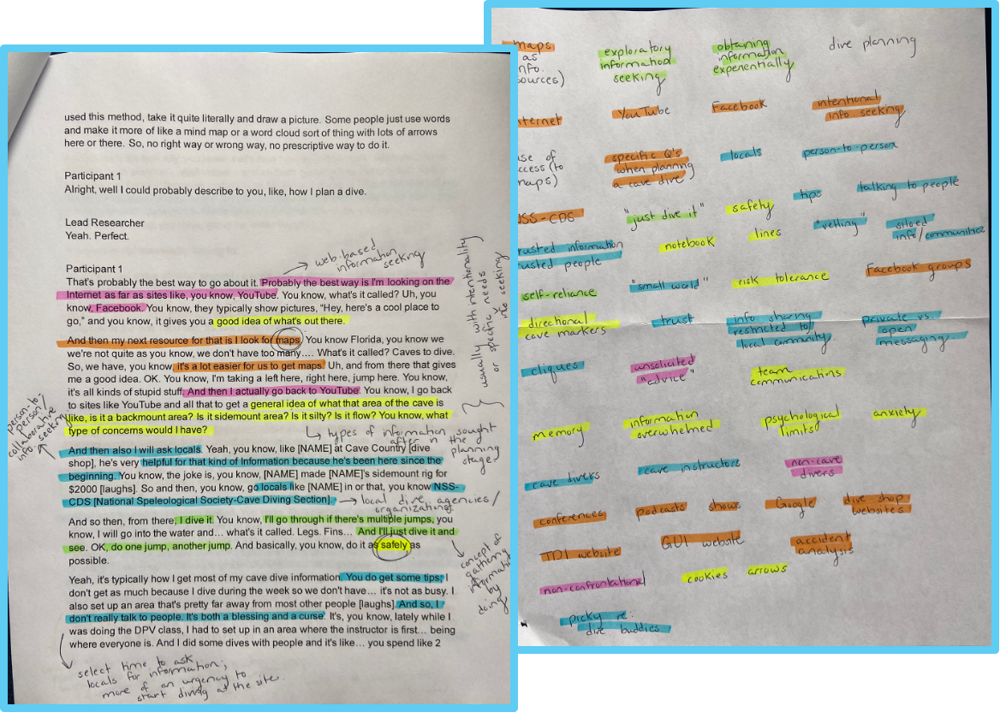 used this method, take it quite literally and draw a picture. Some people just use words
and make it more of like a mind map or a word cloud sort of thing with lots of arrows
here or there. So, no right way or wrong way, no prescriptive way to do it.
Participant 1
Alright, well I could probably describe to you, like, how I plan a dive.
Lead Researcher
Yeah. Perfect.
web-based
information
seeking
Participant 1
That's probably the best way to go about it. Probably the best way is I'm looking on the
Internet as far as sites like, you know, YouTube. You know, what's it called? Uh, you
know, Facebook. You know, they typically show pictures, "Hey, here's a cool place to
go," and you know, it gives you a good idea of what's out there.
And then my next resource for that is I look for maps. You know Florida, you know we
we're not quite as you know, we don't have too many…. What's it called? Caves to dive.
So, we have, you know, it's a lot easier for us to get maps. Uh, and from there that gives
me a good idea. OK. You know, I'm taking a left here, right here, jump here. You know,
it's all kinds of stupid stuff. And then I actually go back to YouTube. You know, I go back
to sites like YouTube and all that to get a general idea of what that area of the cave is
like, is it a backmount area? Is it sidemount area? Is it silty? Is it flow? You know, what
type of concerns would I have?
usually with intentionality
or specific needs
info seeking
types of information sought
after in the
planning
stage
person-to-
person/
collaborative
info. seeking
And then also I will ask locals. Yeah, you know, like [NAME] at Cave Country [dive
shop], he's very helpful for that kind of Information because he's been here since the
beginning. You know, the joke is, you know, [NAME] made [NAME]'s sidemount rig for
$2000 [laughs]. So and then, you know, go locals like [NAME] in or that, you know NSS-
CDS [National Speleological Society-Cave Diving Section].
local dive agencies/
organizations
And so then, from there, I dive it. You know, I'll go through if there's multiple jumps, you
know, I will go into the water and… what's it called. Legs. Fins… And I'll just dive it and
see. OK, do one jump, another jump. And basically, you know, do it as safely as
possible.
concept of
gathering
information
by
doing
Yeah, it's typically how I get most of my cave dive information. You do get some tips, I
don't get as much because I dive during the week so we don't have… it's not as busy. I
also set up an area that's pretty far away from most other people [laughs]. And so, I
don't really talk to people. It's both a blessing and a curse. It's, you know, lately while I
was doing the DPV class, I had to set up in an area where the instructor is first… being
where everyone is. And I did some dives with people and it's like… you spend like 2
select time to ask
locals for information;
more of an urgency to
start diving at the site.
maps
as
info.
sources)
exploratory
information
seeking
obtaining
information
experientially
dive planning
internet
YouTube
Facebook
intentional
info seeking
use of
access (to
maps)
specific Q's
when planning
a cave dive
locals
person-to-person
NSS-CDS
"just dive it"
safety
tips
talking to people
trusted information
trusted people
notebook
lines
"vetting"
siloed
info/communities
self-reliance
"small world"
risk tolerance
Facebook groups
directional
cave markers
trust
info sharing
restricted to
local community
private vs.
open
messaging
cliques
unsolicited
"advice"
team
communications
memory
information
overwhelmed
psychological
limits
anxiety
cave divers
cave instructors
non-cave
divers
conferences
podcasts
shows
Google
dive shop
websites
TDI website
GUI website
accident
analysis
non-confrontational
cookies
arrows
picky re:
dive buddies